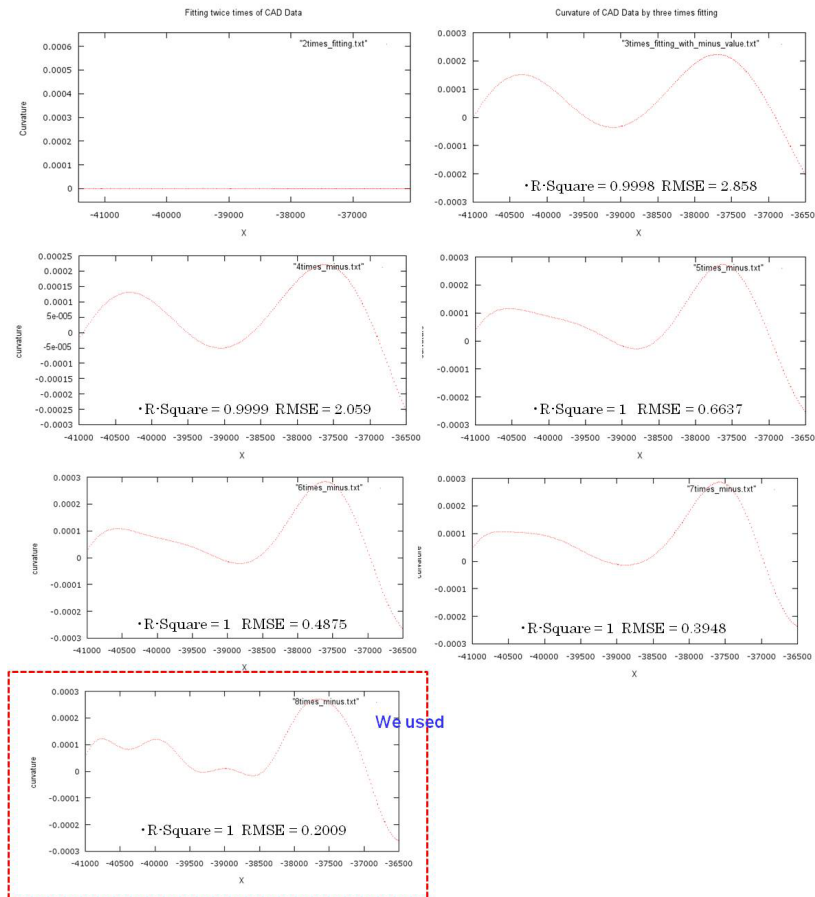 Fitting twice times of CAD Data
"2times_fitting.txt"
0.0006
0.0005
0.0004
0.0003
0.0002
0.0001
0
Curvature
-41000 -40000 -39000 -38000 -37000
X
Curvature of CAD Data by three times fitting
"3times_fitting_with_minus_value.txt"
0.0003
0.0002
0.0001
0
-0.0001
-0.0002
-0.0003
·R-Square = 0.9998 RMSE = 2.858
-41000 -40500 -40000 -39500 -39000 -38500 -38000 -37500 -37000 -3650
X
"4times_minus.txt"
0.00025
0.0002
0.00015
0.0001
5e-005
0
-5e-005
-0.0001
-0.00015
-0.0002
-0.00025
-0.0003
curvature
·R-Square = 0.9999 RMSE = 2.059
-41000 -40500 -40000 -39500 -39000 -38500 -38000 -37500 -37000 -36500
X
"5times_minus.txt"
0.0003
0.0002
0.0001
0
-0.0001
-0.0002
-0.0003
·R-Square = 1 RMSE = 0.6637
-41000 -40500 -40000 -39500 -39000 -38500 -38000 -37500 -37000 -3650
X
"6times_minus.txt"
0.0003
0.0002
0.0001
0
-0.0001
-0.0002
-0.0003
curvature
·R-Square = 1 RMSE = 0.4875
-41000 -40500 -40000 -39500 -39000 -38500 -38000 -37500 -37000 -36500
X
"7times_minus.txt"
0.0003
0.0002
0.0001
0
-0.0001
-0.0002
-0.0003
·R-Square = 1 RMSE = 0.3948
-41000 -40500 -40000 -39500 -39000 -38500 -38000 -37500 -37000 -36500
X
"8times_minus.txt"
We used
0.0003
0.0002
0.0001
0
-0.0001
-0.0002
-0.0003
curvature
·R-Square = 1 RMSE = 0.2009
-41000 -40500 -40000 -39500 -39000 -38500 -38000 -37500 -37000 -36500
X